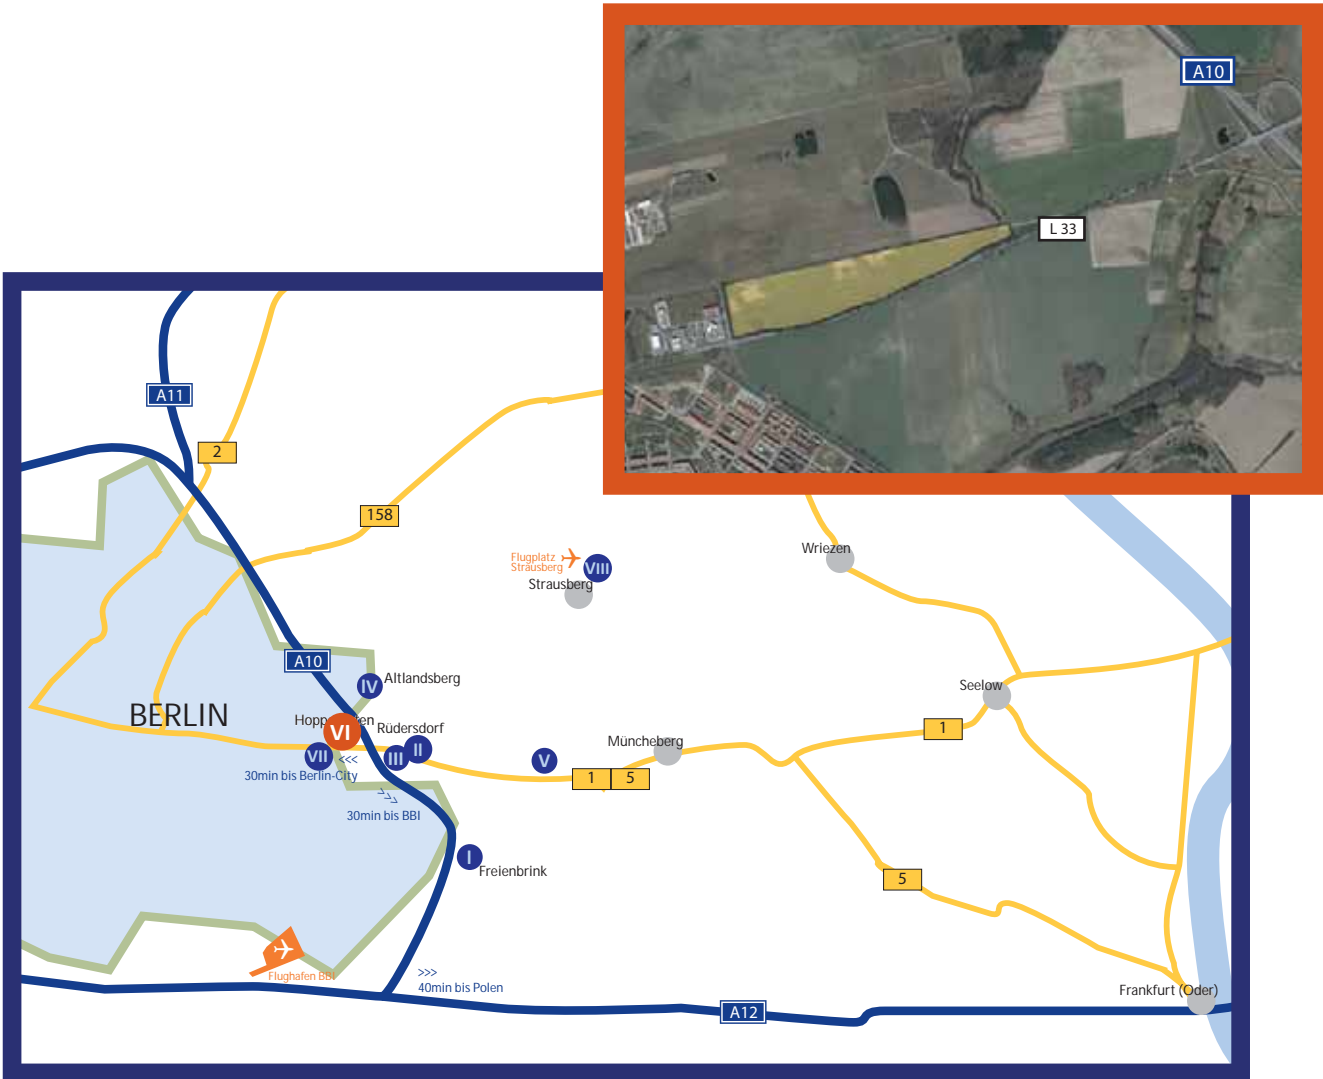 A10
L 33
A11
2
158
Flugplatz
Strausberg
VIII
Strausberg
Wriezen
A10
IV
Altlandsberg
Seelow
BERLIN
VI
Rüdersdorf
1
Müncheberg
VII
III
II
V
<<<
30min bis Berlin-City
1
5
>>>
30min bis BBI
I
Freienbrink
5
Flughafen BBI
>>>
40min bis Polen
Frankfurt (Oder)
A12